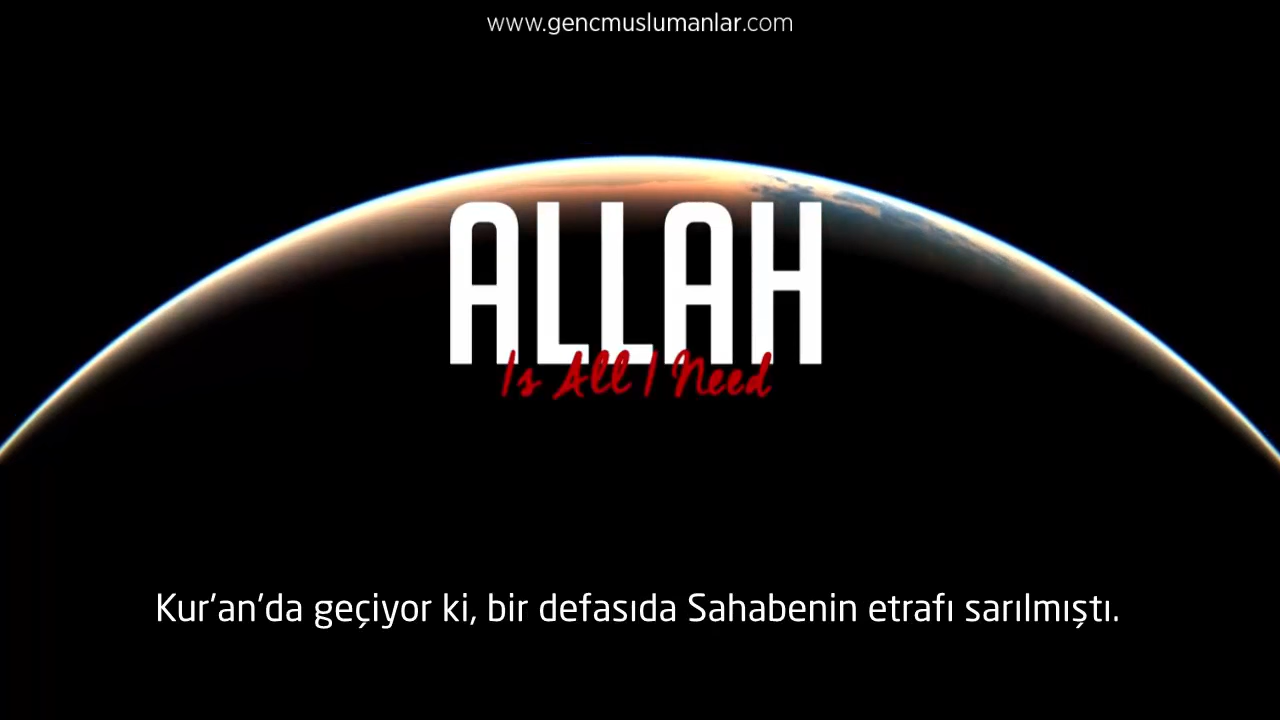 www.gencmuslumanlar.com
ALLAH
Is All I Need
Kur'an'da geçiyor ki, bir defasıda Sahabenin etrafı sarılmıştı.